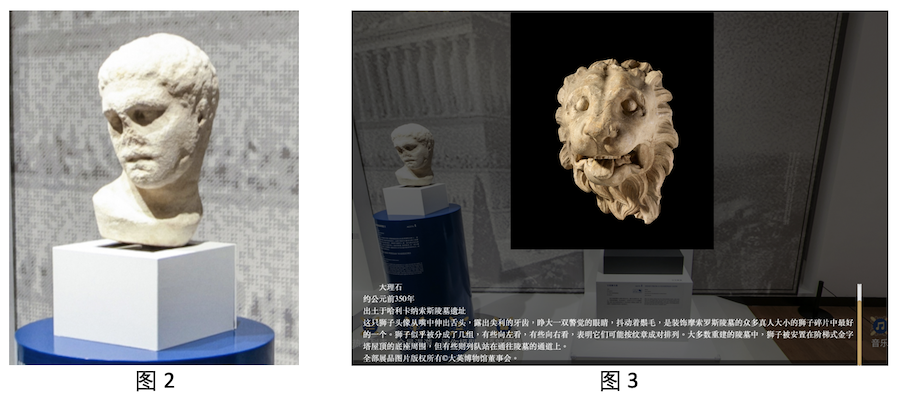 大理石
约公元前350年
出土于哈利卡纳索斯陵墓遗址
这只狮子头像从嘴中伸出舌头，露出尖利的牙齿，睁大一双警觉的眼睛，抖动着鬃毛，是装饰摩索罗斯陵墓的众多真人大小的狮子碎片中最好
的一个。狮子似乎被分成了几组，有些向左看，有些向右看，表明它们可能按纹章成对排列。大多数重建的陵墓中，狮子被安置在阶梯式金字
塔屋顶的底座周围，但有些则列队站在通往陵墓的通道上。
全部展品图片版权所有©大英博物馆董事会。
音乐
图 2
图 3